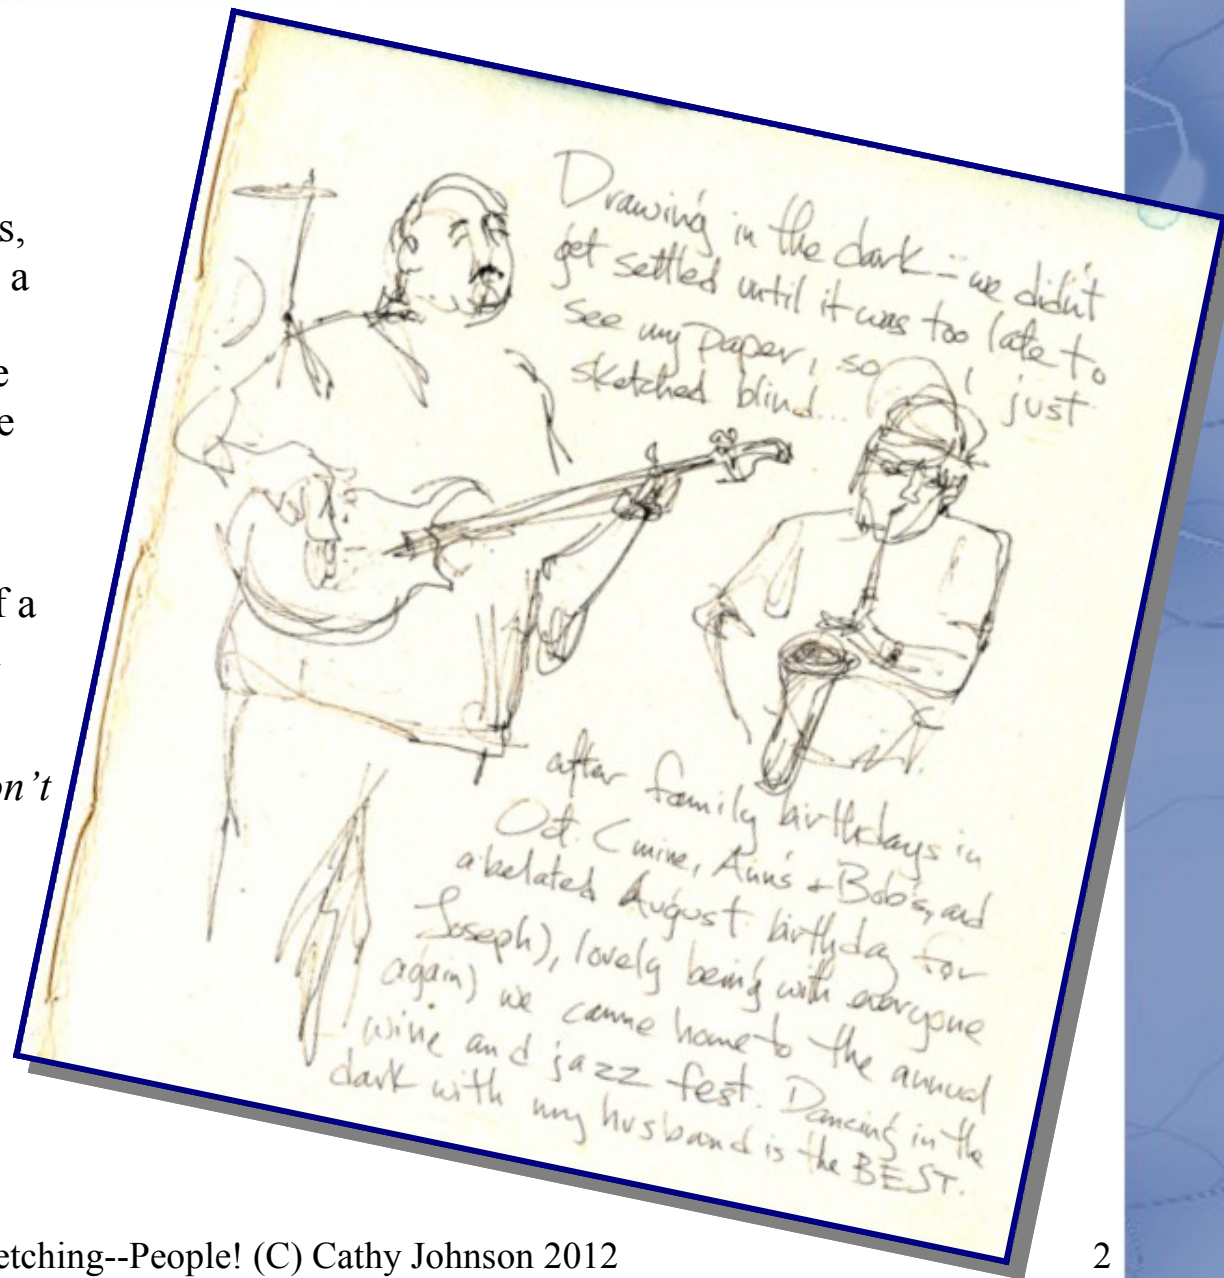 s,
a
e
e
f a
on’t
Drawing in the dark - we didn't
get settled until it was too late to
see my paper, so I just
sketched blind...
after family birthdays in
Oct. (mine, Ann's + Bob's, and
a belated August birthday for
Joseph), lovely being with everyone
again) we came home to the annual
wine and jazz fest. Dancing in the
dark with my husband is the BEST.
etching--People! (C) Cathy Johnson 2012
2